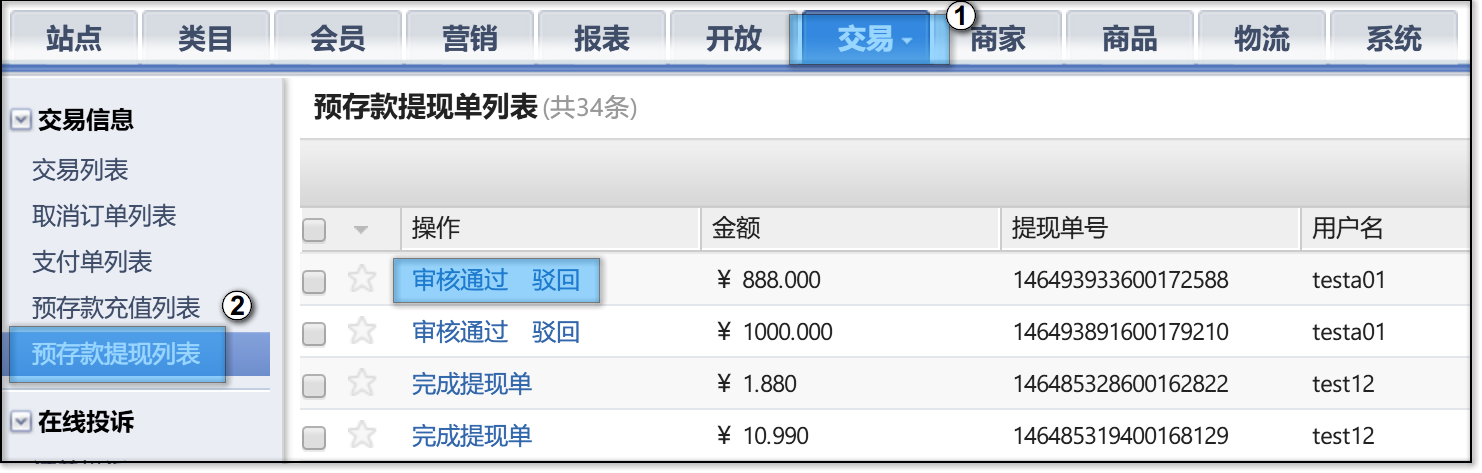 站点 类目 会员 营销 报表 开放 交易 ① 商家 商品 物流 系统
交易信息
交易列表
取消订单列表
支付单列表
预存款充值列表 ②
预存款提现列表
在线投诉
预存款提现单列表(共34条)
操作 金额 提现单号 用户名
审核通过 驳回 ¥ 888.000 146493933600172588 testa01
审核通过 驳回 ¥ 1000.000 146493891600179210 testa01
完成提现单 ¥ 1.880 146485328600162822 test12
完成提现单 ¥ 10.990 146485319400168129 test12